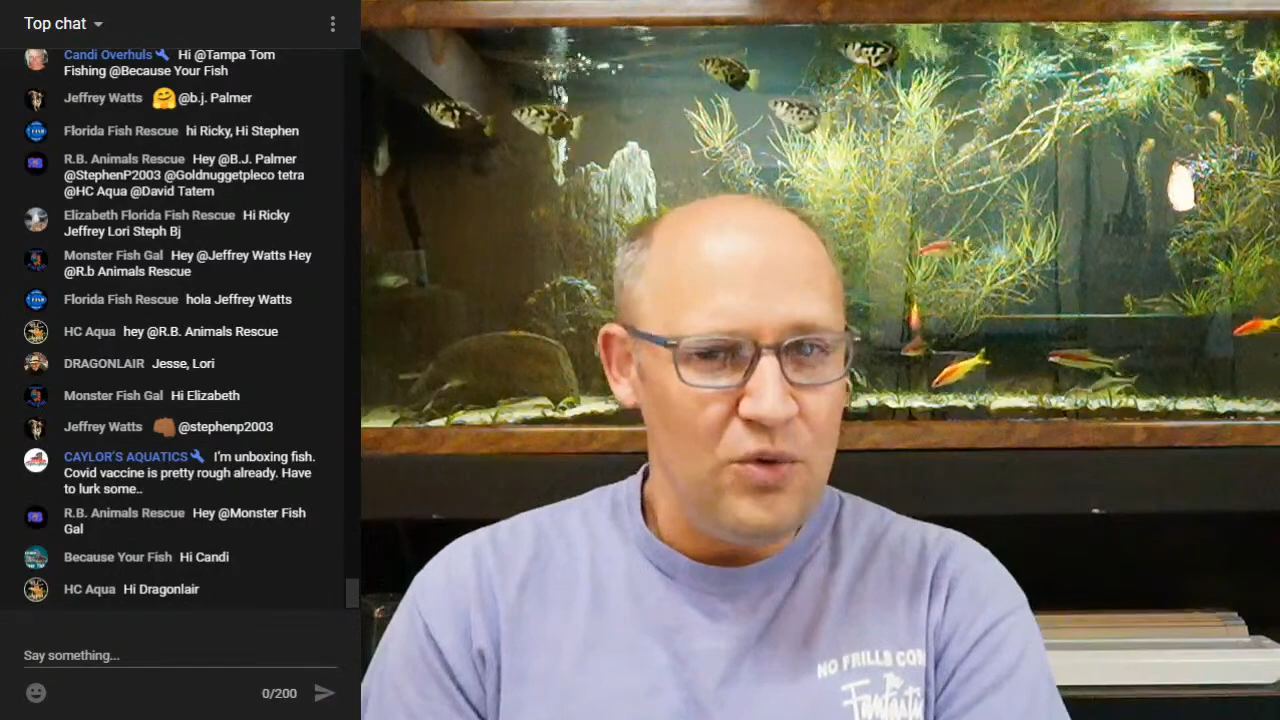 Top chat
Candi Overhuls Hi @Tampa Tom
Fishing @Because Your Fish
Jeffrey Watts @b.j. Palmer
Florida Fish Rescue hi Ricky, Hi Stephen
R.B. Animals Rescue Hey @B.J. Palmer
@StephenP2003 @Goldnuggetpleco tetra
@HC Aqua @David Tatem
Elizabeth Florida Fish Rescue Hi Ricky
Jeffrey Lori Steph Bj
Monster Fish Gal Hey @Jeffrey Watts Hey
@R.b Animals Rescue
Florida Fish Rescue hola Jeffrey Watts
HC Aqua hey @R.B. Animals Rescue
DRAGONLAIR Jesse, Lori
Monster Fish Gal Hi Elizabeth
Jeffrey Watts @stephenp2003
CAYLOR'S AQUATICS I'm unboxing fish.
Covid vaccine is pretty rough already. Have
to lurk some..
R.B. Animals Rescue Hey @Monster Fish
Gal
Because Your Fish Hi Candi
HC Aqua Hi Dragonlair
Say something...
0/200
NO FRILLS